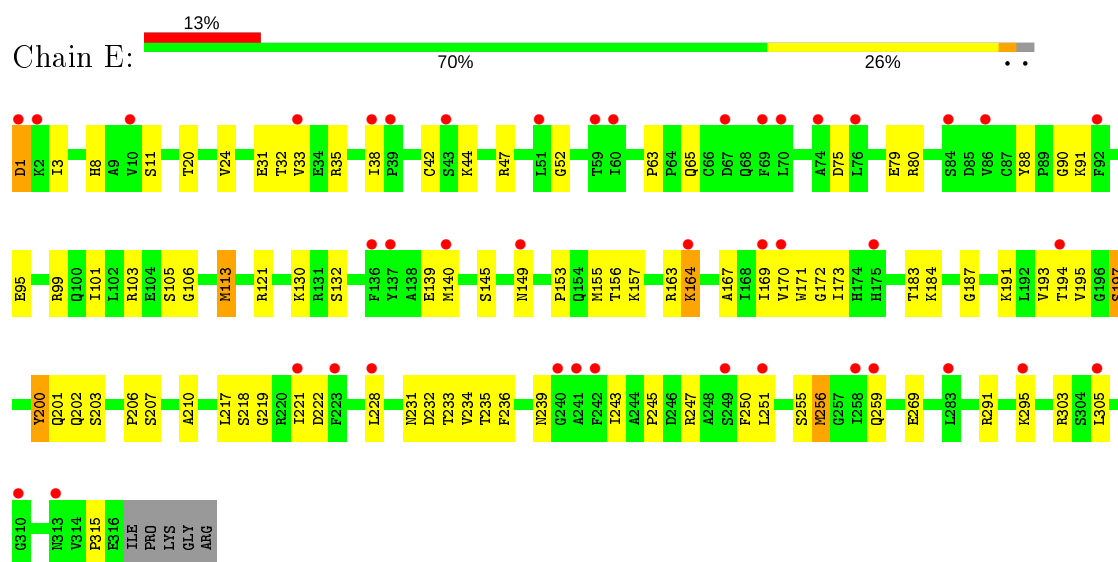 13%
Chain E:
70% 26% • •
D1 K2 I3 H8 A9 V10 S11 T20 V24 E31 T32 V33 E34 R35 I38 P39 C42 S43 K44 R47 L51 G52 T59 I60 P63 P64 Q65 C66 D67 Q68 F69 L70 A74 D75 L76 E79 R80 S84 D85 V86 C87 Y88 P89 G90 K91 F92
E95 R99 Q100 I101 L102 R103 E104 S105 G106 M113 R121 K130 R131 S132 F136 Y137 A138 E139 M140 S145 N149 P153 Q154 M155 T156 K157 R163 K164 A167 I168 I169 V170 W171 G172 I173 H174 H175 T183 K184 G187 K191 L192 V193 T194 V195 G196
Y200 Q201 Q202 S203 P206 S207 A210 L217 S218 G219 R220 I221 D222 F223 L228 N231 D232 T233 V234 T235 F236 N239 G240 A241 F242 I243 A244 P245 D246 R247 A248 S249 F250 L251 S255 M256 G257 I258 Q259 E269 L283 R291 K295 R303 S304 L305
G310 N313 V314 P315 E316 ILE PRO LYS GLY ARG